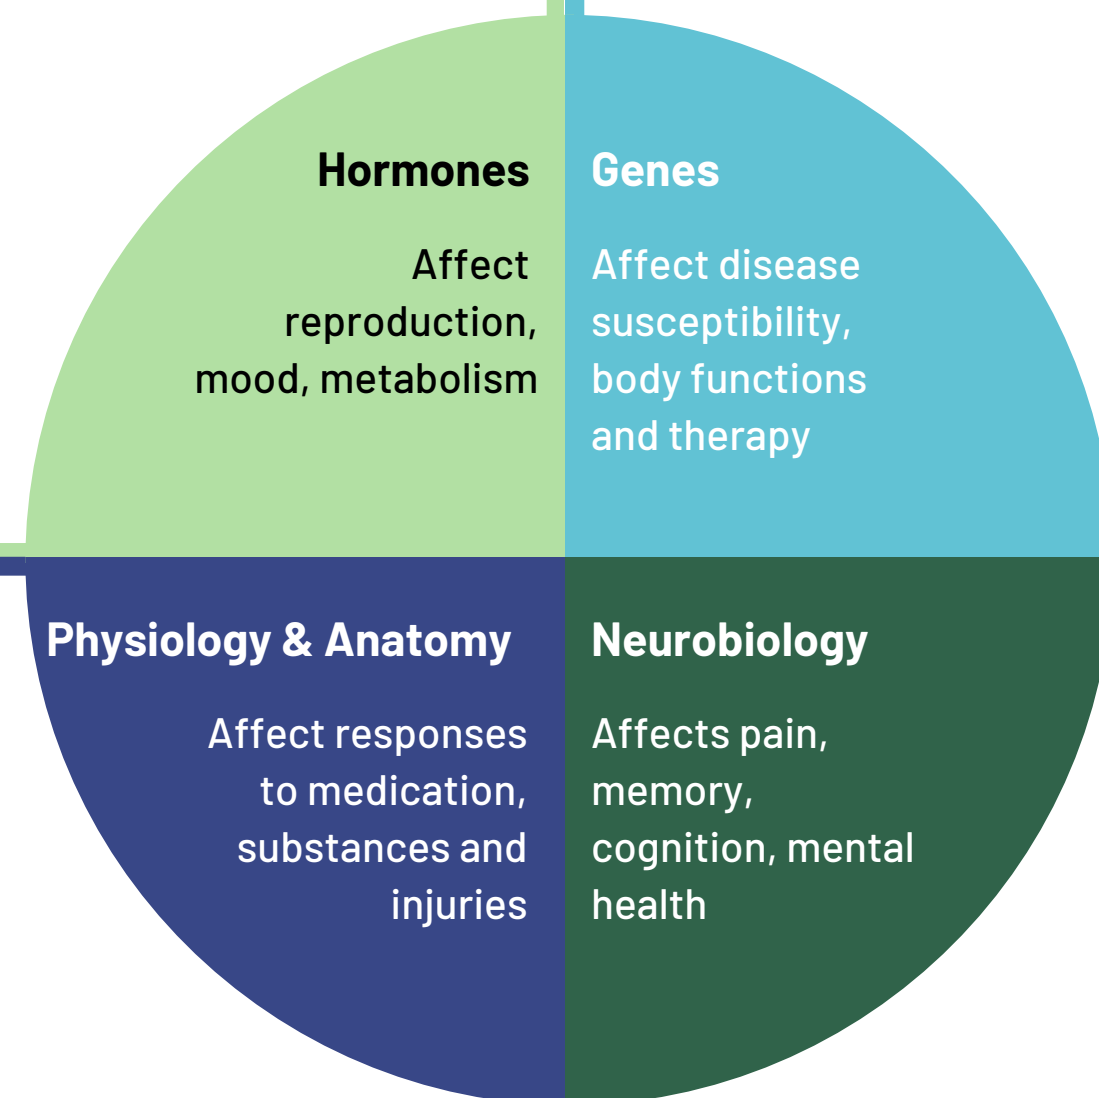 Hormones
Affect
reproduction,
mood, metabolism
Genes
Affect disease
susceptibility,
body functions
and therapy
Physiology & Anatomy
Affect responses
to medication,
substances and
injuries
Neurobiology
Affects pain,
memory,
cognition, mental
health